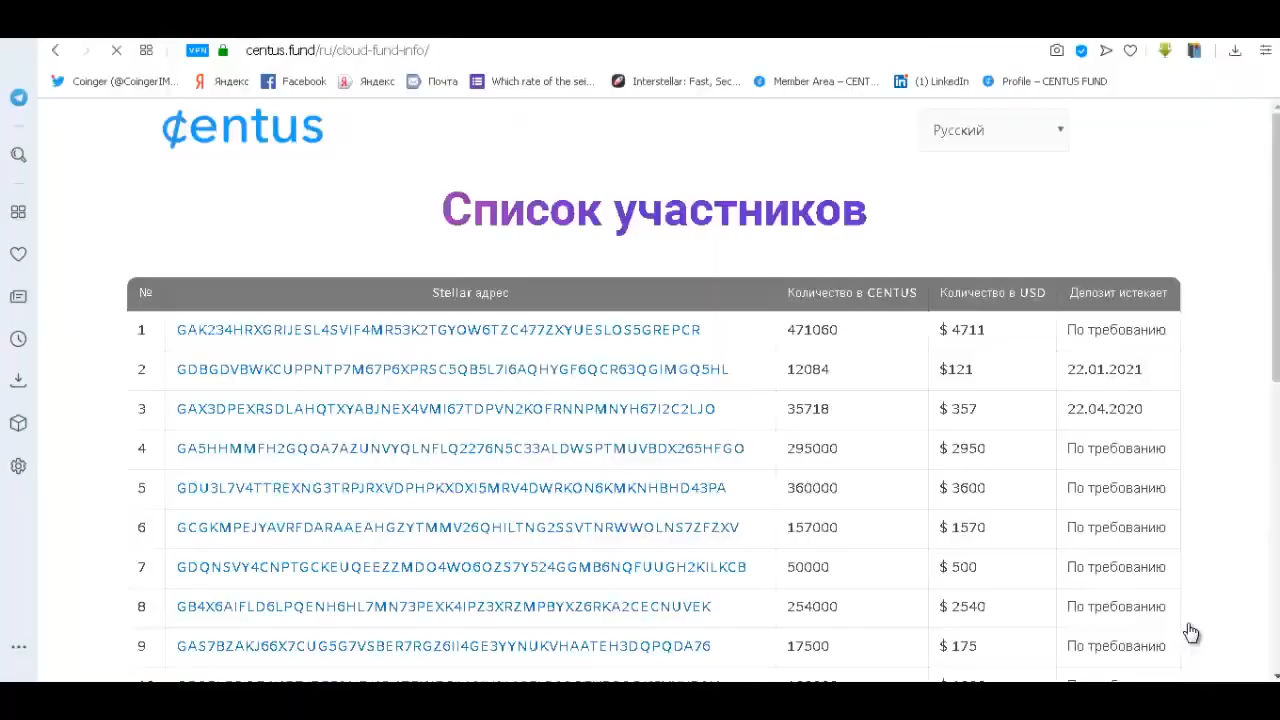 VPN centus.fund/ru/cloud-fund-info/
Coinger (@CoingerIM... Яндекс Facebook Яндекс Почта Which rate of the sei... Interstellar: Fast, Sec... Member Area – CENT... (1) LinkedIn Profile – CENTUS FUND
¢entus
Русский
Список участников
№ Stellar адрес Количество в CENTUS Количество в USD Депозит истекает
1 GAK234HRXGRIJESL4SVIF4MR53K2TGYOW6TZC477ZXYUESLOS5GREPCR 471060 $ 4711 По требованию
2 GDBGDVBWKCUPPNTP7M67P6XPRSC5QB5L7I6AQHYGF6QCR63QGIMGQ5HL 12084 $121 22.01.2021
3 GAX3DPEXRSDLAHQTXYABJNEX4VMI67TDPVN2KOFRNNPMNYH67I2C2LJO 35718 $ 357 22.04.2020
4 GA5HHMMFH2GQOA7AZUNVYQLNFLQ2276N5C33ALDWSPTMUVBDX265HFGO 295000 $ 2950 По требованию
5 GDU3L7V4TTREXNG3TRPJRXVDPHPKXDXI5MRV4DWRKON6KMKNHBHD43PA 360000 $ 3600 По требованию
6 GCGKMPEJYAVRFDARAAEAHGZYTMMV26QHILTNG2SSVTNRWWOLNS7ZFZXV 157000 $ 1570 По требованию
7 GDQNSVY4CNPTGCKEUQEEZZMDO4WO6OZS7Y524GGMB6NQFUUGH2KILKCB 50000 $ 500 По требованию
8 GB4X6AIFLD6LPQENH6HL7MN73PEXK4IPZ3XRZMPBYXZ6RKA2CECNUVEK 254000 $ 2540 По требованию
9 GAS7BZAKJ66X7CUG5G7VSBER7RGZ6II4GE3YYNUKVHAATEH3DQPQDA76 17500 $ 175 По требованию